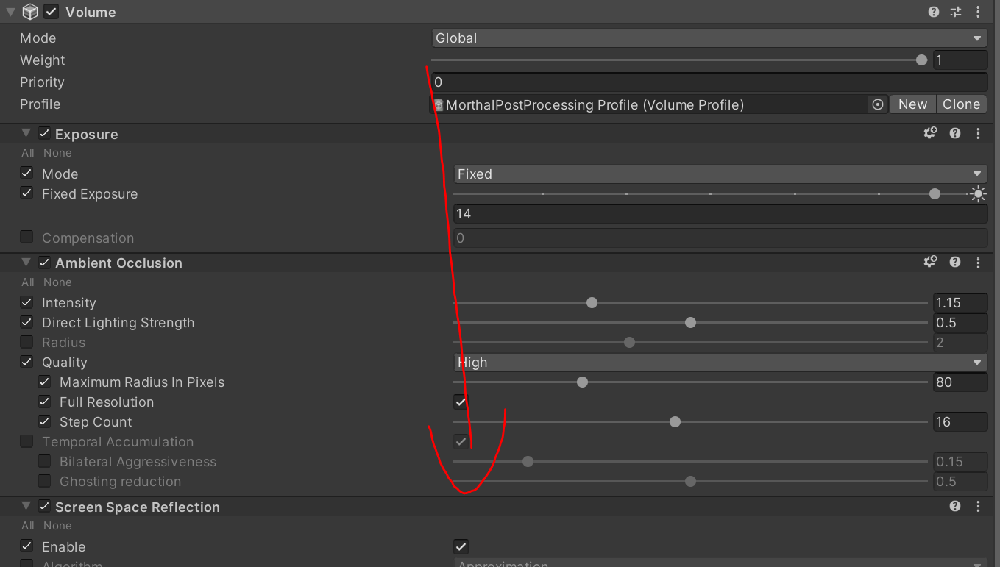 Volume
Mode Global
Weight 1
Priority 0
Profile MorthalPostProcessing Profile (Volume Profile) New Clone
Exposure
All None
Mode Fixed
Fixed Exposure
14
Compensation 0
Ambient Occlusion
All None
Intensity 1.15
Direct Lighting Strength 0.5
Radius 2
Quality High
Maximum Radius In Pixels 80
Full Resolution
Step Count 16
Temporal Accumulation
Bilateral Aggressiveness 0.15
Ghosting reduction 0.5
Screen Space Reflection
All None
Enable
Algorithm Approximation